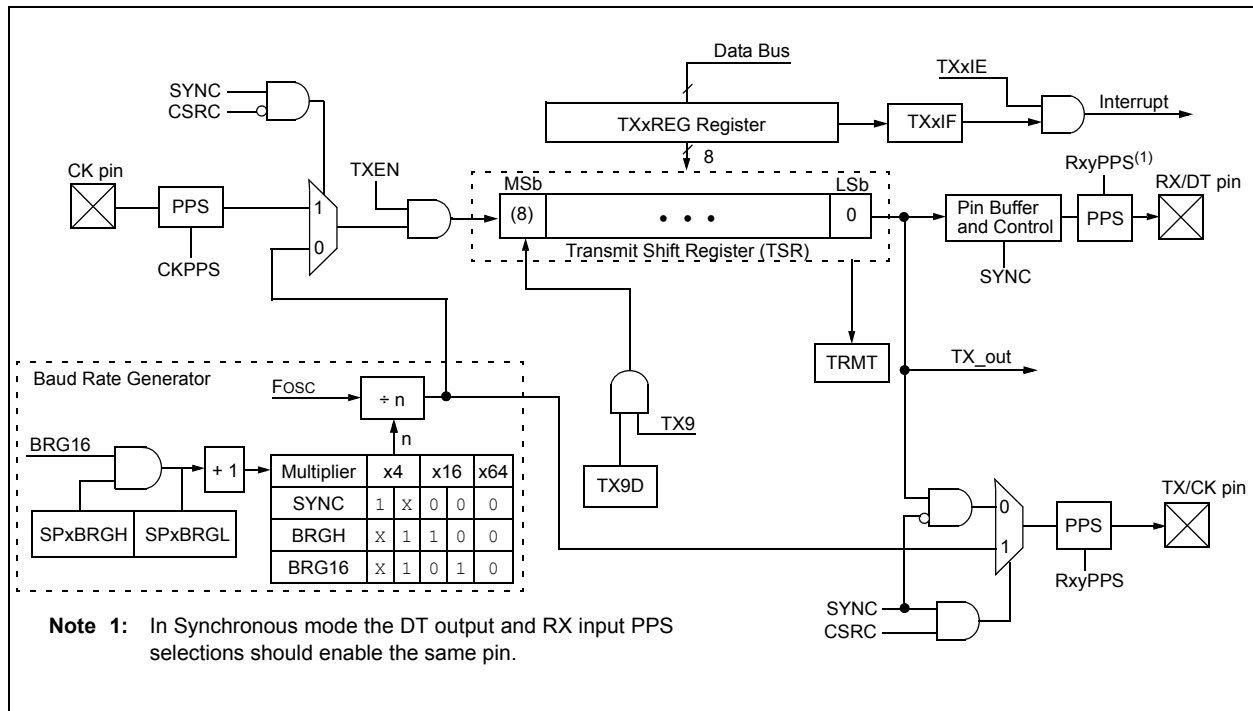 Data Bus
TXxIE
SYNC
CSRC
Interrupt
TXxREG Register
TXxIF
8
CK pin
TXEN
MSb
LSb
RxyPPS(1)
RX/DT pin
PPS
1
(8)
• • •
0
Pin Buffer
and Control
PPS
0
CKPPS
Transmit Shift Register (TSR)
SYNC
TRMT
TX_out
Baud Rate Generator
FOSC
÷ n
n
TX9
BRG16
+ 1
Multiplier x4 x16 x64
SYNC 1 X 0 0 0
BRGH X 1 1 0 0
BRG16 X 1 0 1 0
SPxBRGH SPxBRGL
TX9D
TX/CK pin
0
1
PPS
RxyPPS
SYNC
CSRC
Note 1: In Synchronous mode the DT output and RX input PPS
selections should enable the same pin.